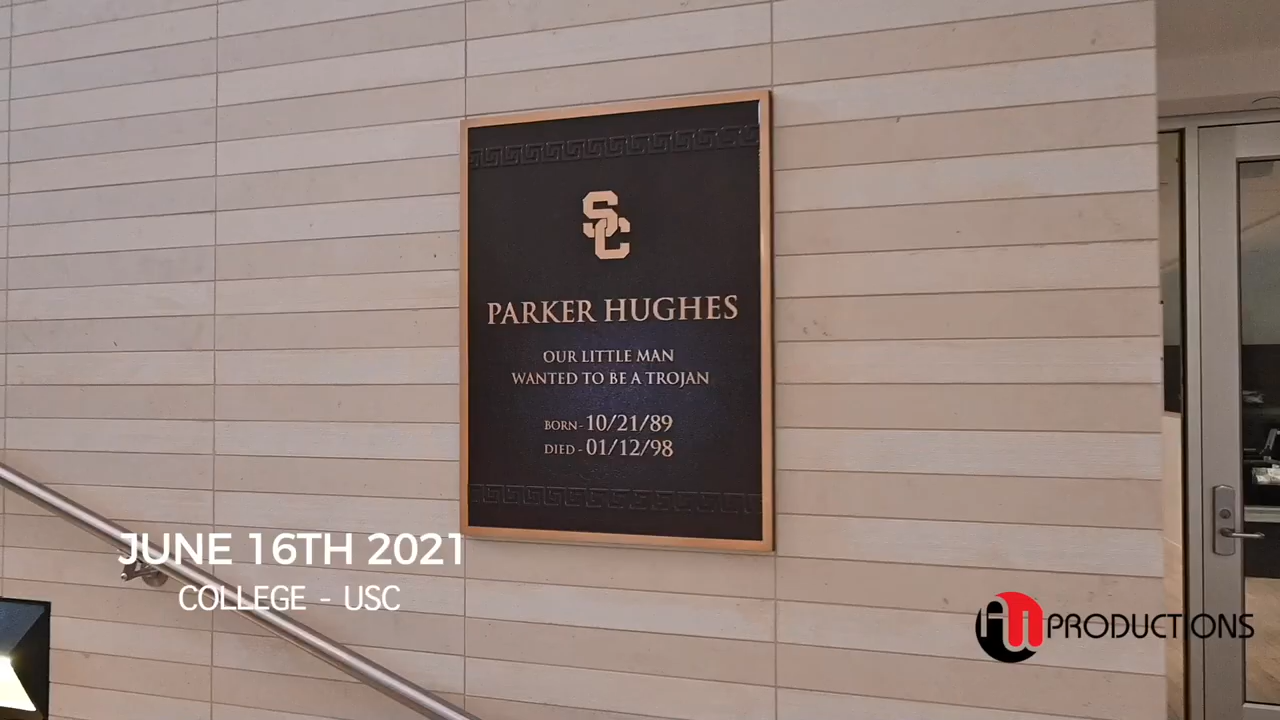 SC
PARKER HUGHES
OUR LITTLE MAN
WANTED TO BE A TROJAN
BORN - 10/21/89
DIED - 01/12/98
JUNE 16TH 2021
COLLEGE - USC
PRODUCTIONS